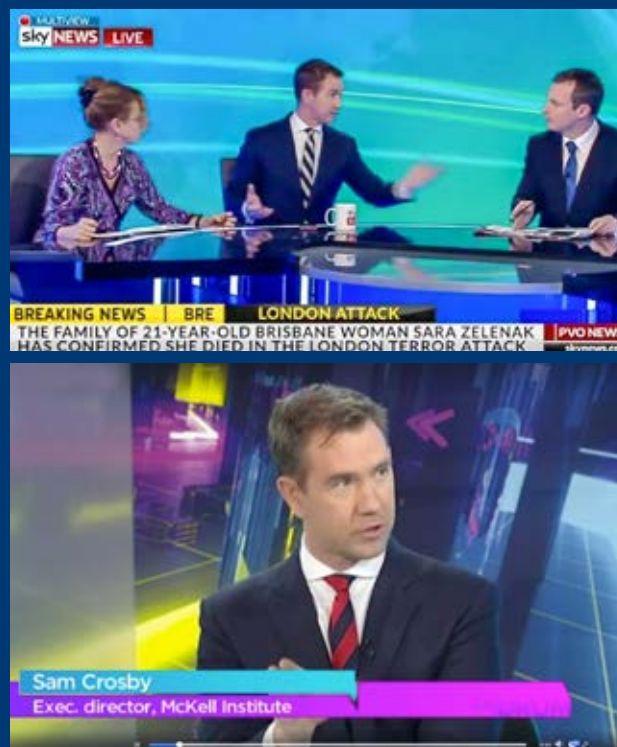 MULTIVIEW
sky NEWS LIVE
BREAKING NEWS | BRE LONDON ATTACK
THE FAMILY OF 21-YEAR-OLD BRISBANE WOMAN SARA ZELENAK
HAS CONFIRMED SHE DIED IN THE LONDON TERROR ATTACK
PVO NEW
Sam Crosby
Exec. director, McKell Institute